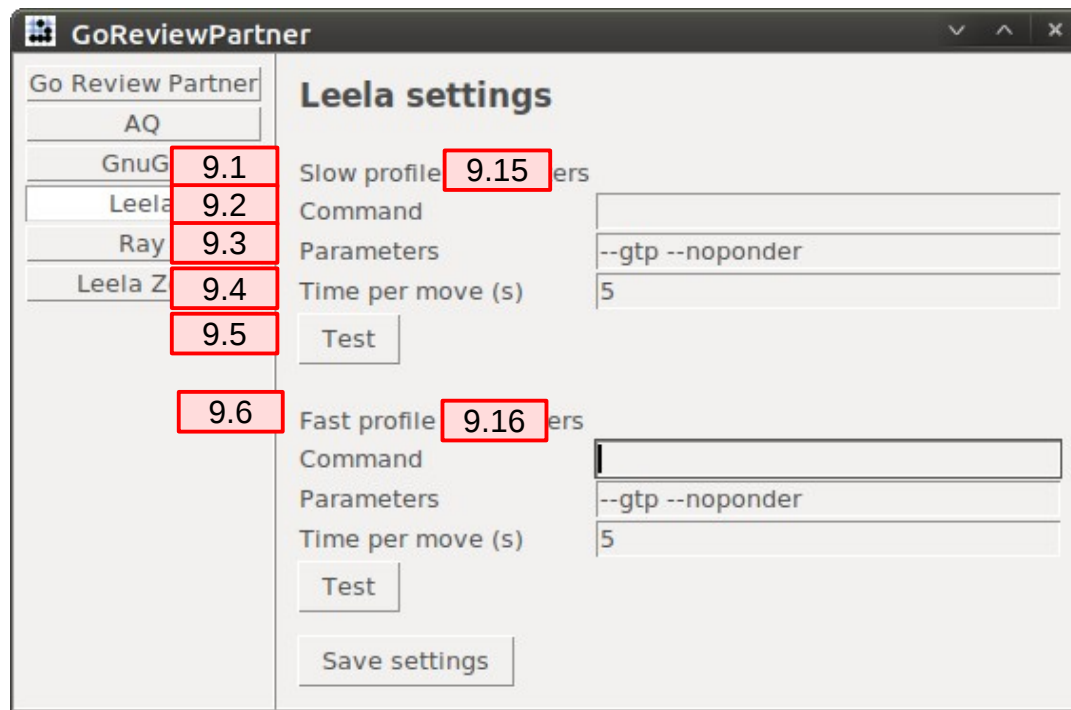 GoReviewPartner
Go Review Partner
AQ
GnuG
9.1
Leela
9.2
Ray
9.3
Leela Z
9.4
9.5
9.6
Leela settings
Slow profile 9.15 ers
Command
Parameters --gtp --noponder
Time per move (s) 5
Test
Fast profile 9.16 ers
Command
Parameters --gtp --noponder
Time per move (s) 5
Test
Save settings